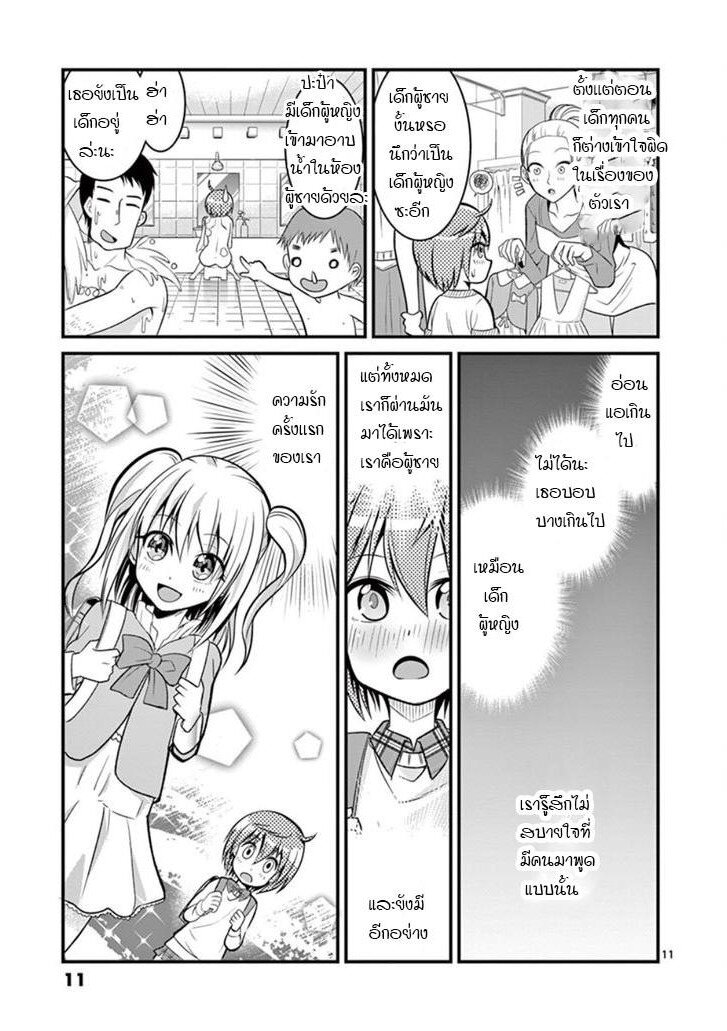 ตั้งแต่ตอน
เด็กทุกคน
ก็ต่างเข้าใจผิด
ในเรื่องของ
ตัวเรา
เด็กผู้ชาย
งั้นหรอ
นึกว่าเป็น
เด็กผู้หญิง
ซะอีก
ปะป๋า
มีเด็กผู้หญิง
เข้ามาอาบ
น้ำในห้อง
ผู้ชายด้วยละ
ฮ่า
ฮ่า
เธอยังเป็น
เด็กอยู่
ล่ะนะ
อ่อน
แอเกิน
ไป
ไม่ได้นะ
เธอบอบ
บางเกินไป
เหมือน
เด็ก
ผู้หญิง
เรารู้สึกไม่
สบายใจที่
มีคนมาพูด
แบบนั้น
แต่ทั้งหมด
เราก็ผ่านมัน
มาได้เพราะ
เราคือผู้ชาย
และยังมี
อีกอย่าง
ความรัก
ครั้งแรก
ของเรา
11
11